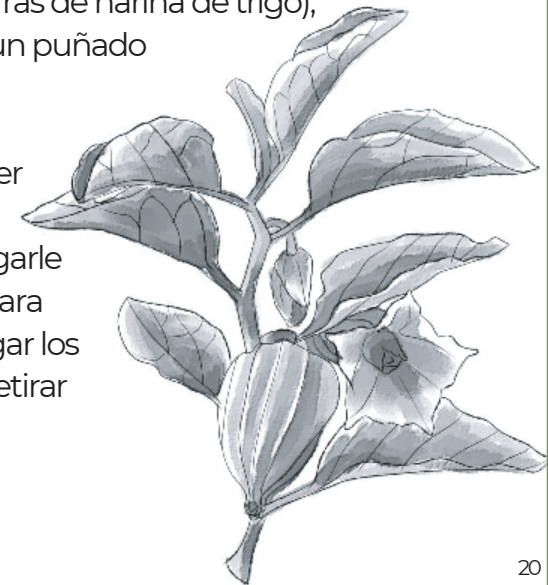 ras de harina de trigo),
un puñado
er
garle
ara
gar los
etirar
20